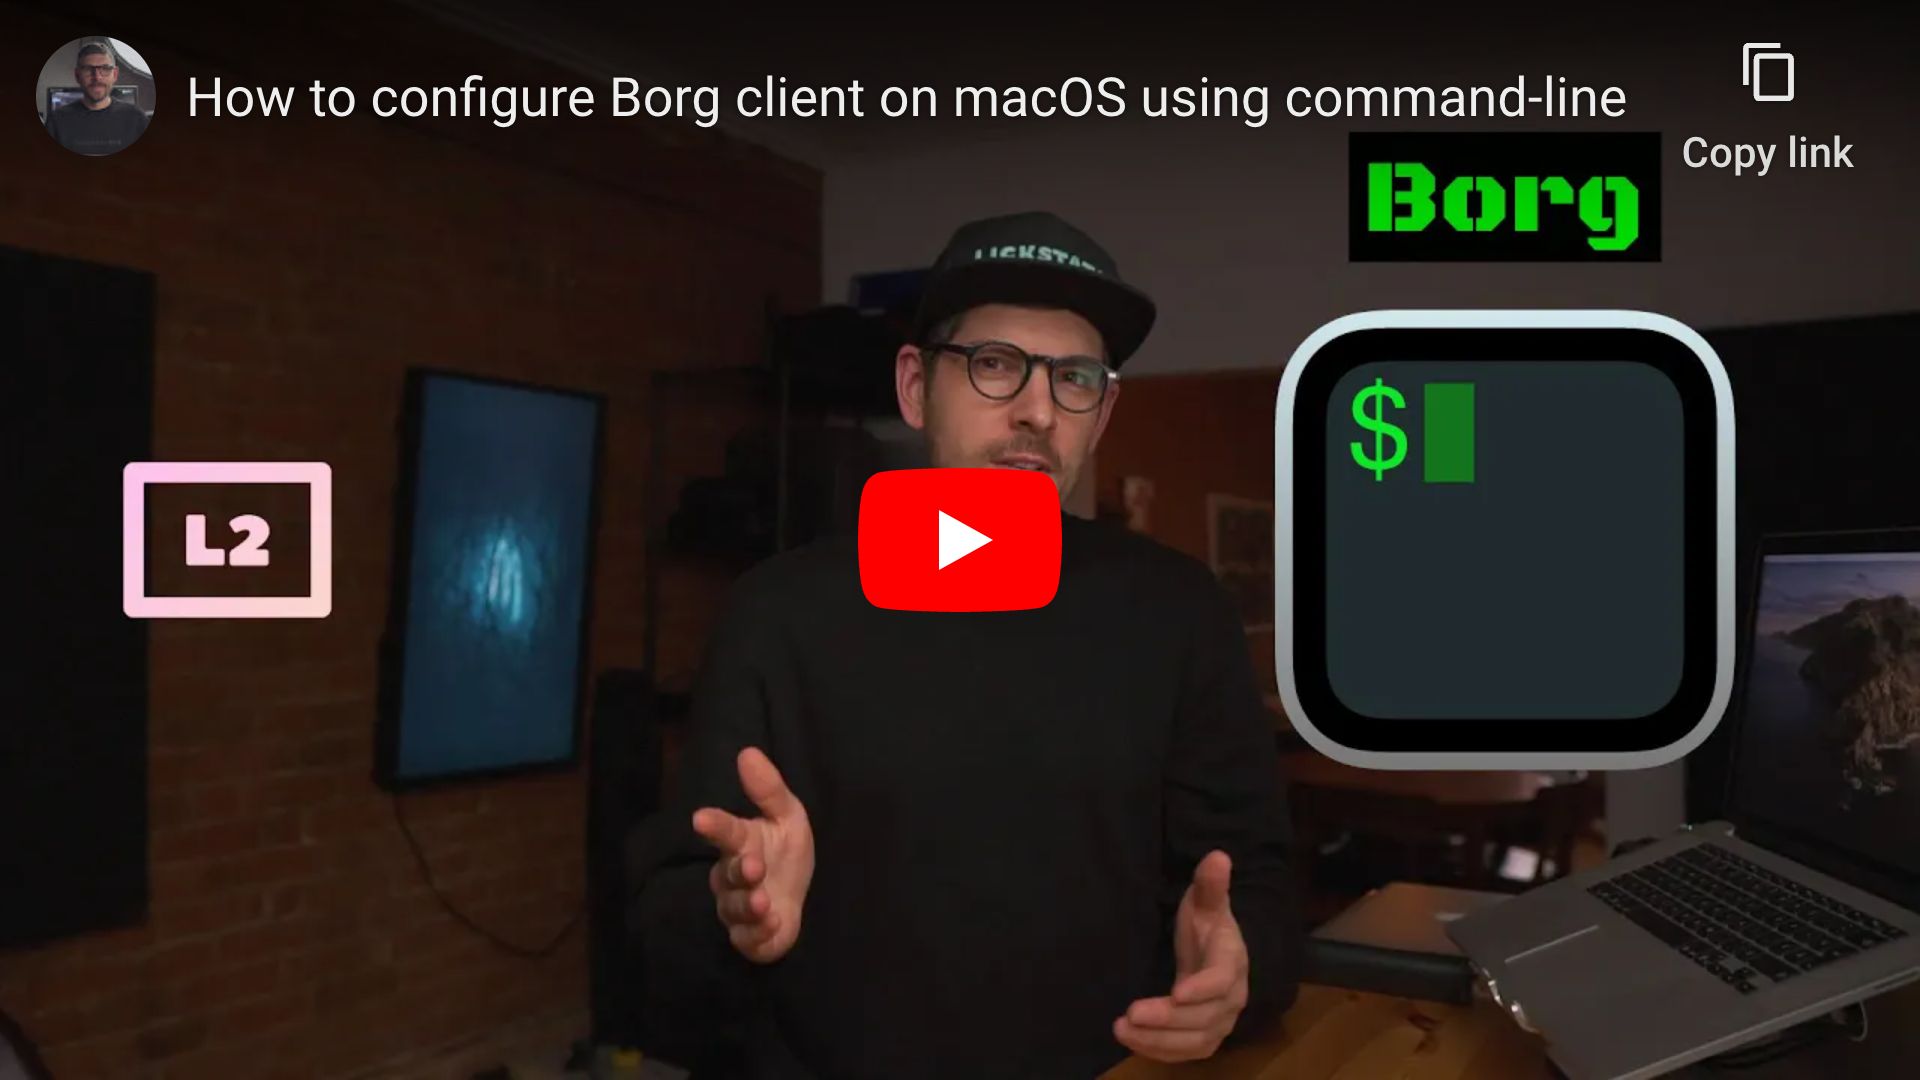 How to configure Borg client on macOS using command-line
Copy link
Borg
$
L2